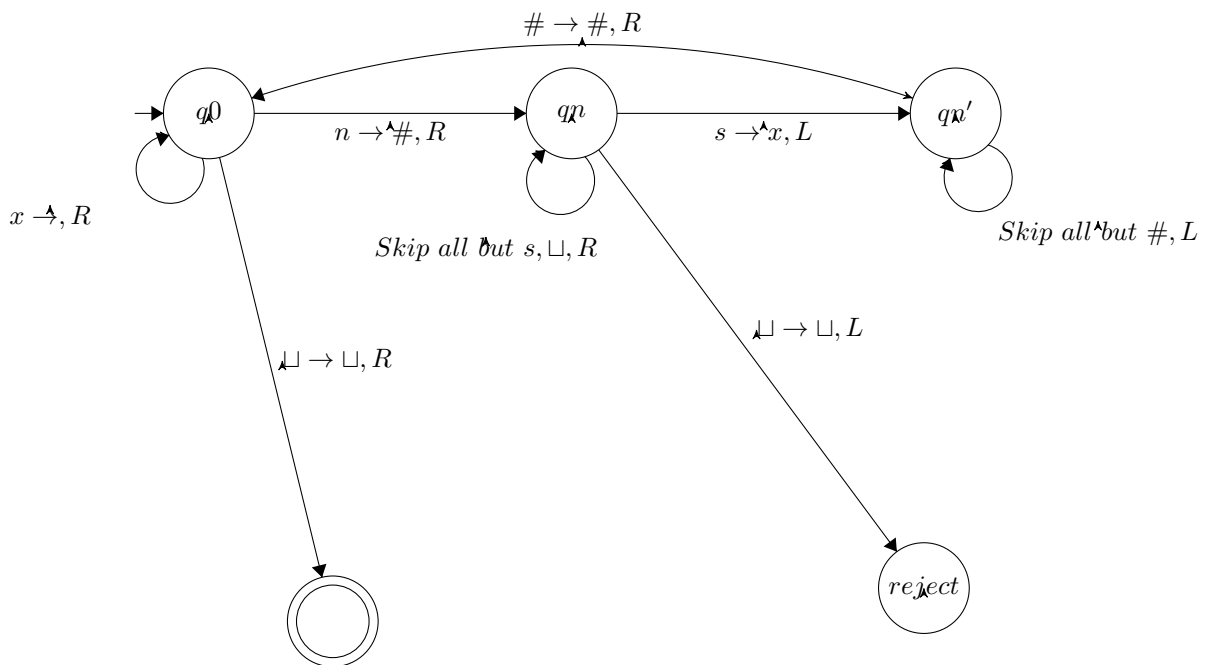 # → #, R
q0
qn
qn′
n → #, R
s → x, L
x →, R
Skip all but s, ⊔, R
Skip all but #, L
⊔ → ⊔, L
⊔ → ⊔, R
reject